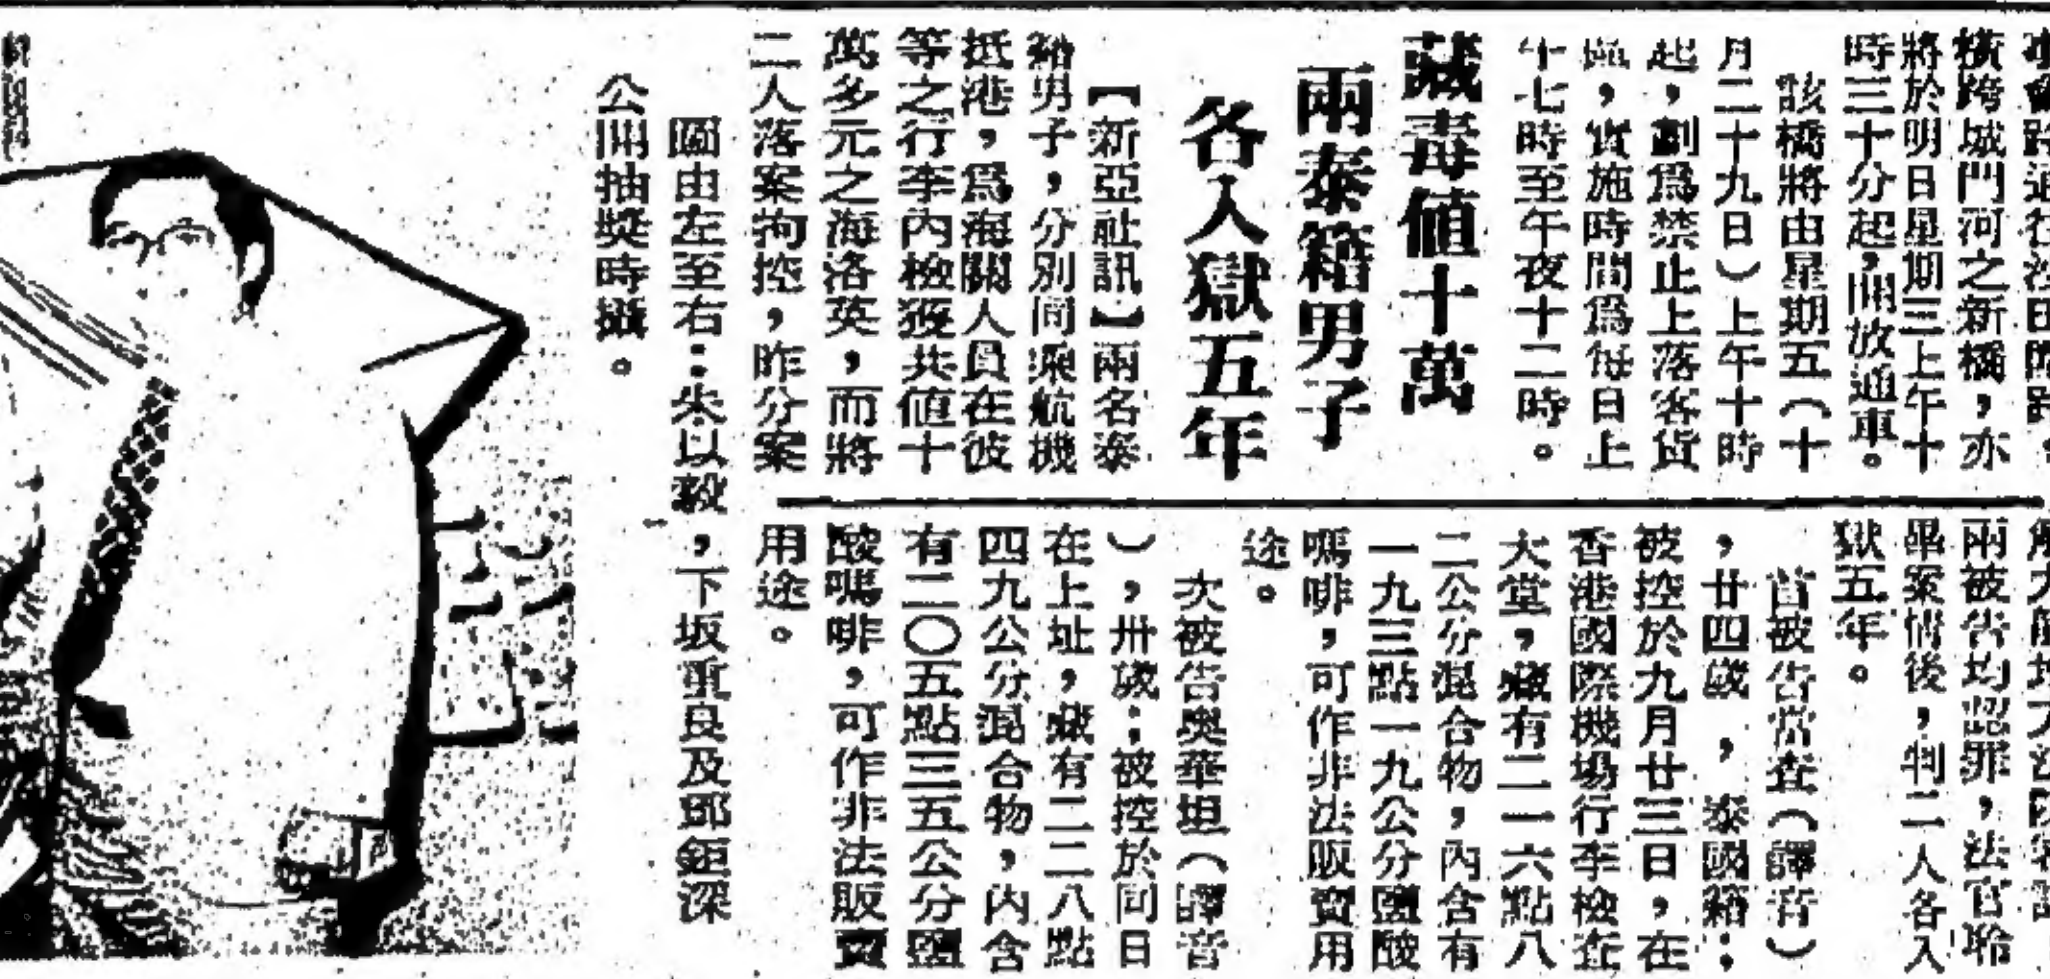 橫跨城門河之新橋，亦
將於明日星期三上午十
時三十分起，開放通車。
該橋將由星期五（十
月二十九日）上午十時
起，劃爲禁止上落客貨
區，實施時間爲每日上
午七時至午夜十二時。
藏毒值十萬
兩泰籍男子
各入獄五年
【新亞社訊】兩名泰
籍男子，分別同乘航機
抵港，爲海關人員在彼
等之行李內檢獲共值十
萬多元之海洛英，而將
二人落案拘控，昨分案
兩被告均認罪，法官聆
畢案情後，判二人各入
獄五年。
首被告當查（譯音）
，廿四歲，泰國籍；
被控於九月廿三日，在
香港國際機場行李檢查
大堂，藏有二一六點八
二公分混合物，內含有
一九三點一九公分鹽酸
嗎啡，可作非法販賣用
途。
次被告奧華坦（譯音
），卅歲；被控於同日
在上址，藏有二二八點
四九公分混合物，內含
有二〇五點三五公分鹽
酸嗎啡，可作非法販賣
用途。
圖由左至右：朱以毅，下坂重良及鄧鉅深
公開抽獎時攝。